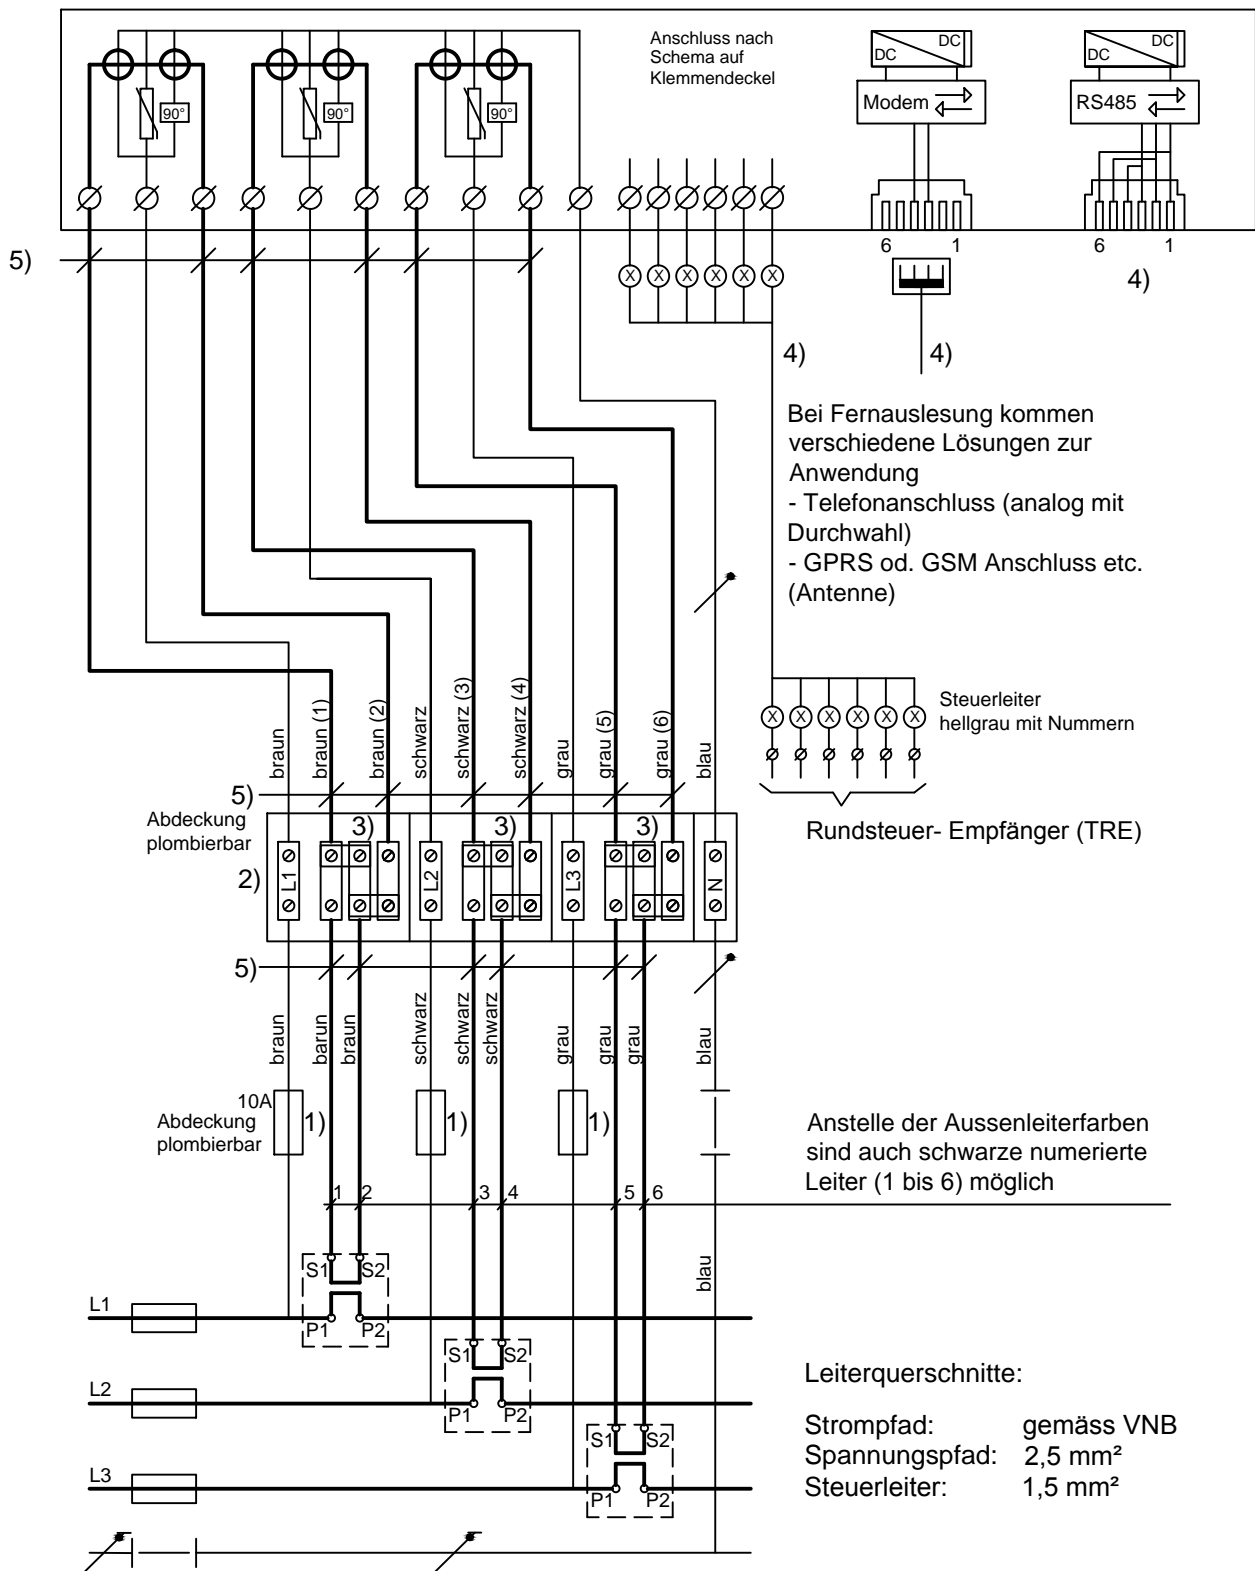 Anschluss nach
Schema auf
Klemmendeckel
DC
DC
DC
DC
Modem
RS485
90°
90°
90°
6 1
6 1
5)
4)
4)
4)
Bei Fernauslesung kommen
verschiedene Lösungen zur
Anwendung
- Telefonanschluss (analog mit
Durchwahl)
- GPRS od. GSM Anschluss etc.
(Antenne)
X X X X X X
X X X X X X
Steuerleiter
hellgrau mit Nummern
Rundsteuer- Empfänger (TRE)
braun
braun (1)
braun (2)
schwarz
schwarz (3)
schwarz (4)
grau
grau (5)
grau (6)
blau
5)
Abdeckung
plombierbar
3)
3)
3)
2)
L1
L2
L3
N
5)
braun
barun
braun
schwarz
schwarz
schwarz
grau
grau
grau
blau
10A
Abdeckung
plombierbar
1)
1)
1)
Anstelle der Aussenleiterfarben
sind auch schwarze numerierte
Leiter (1 bis 6) möglich
1 2 3 4 5 6
blau
S1 S2
L1
P1 P2
S1 S2
L2
P1 P2
S1 S2
L3
P1 P2
Leiterquerschnitte:
Strompfad: gemäss VNB
Spannungspfad: 2,5 mm²
Steuerleiter: 1,5 mm²